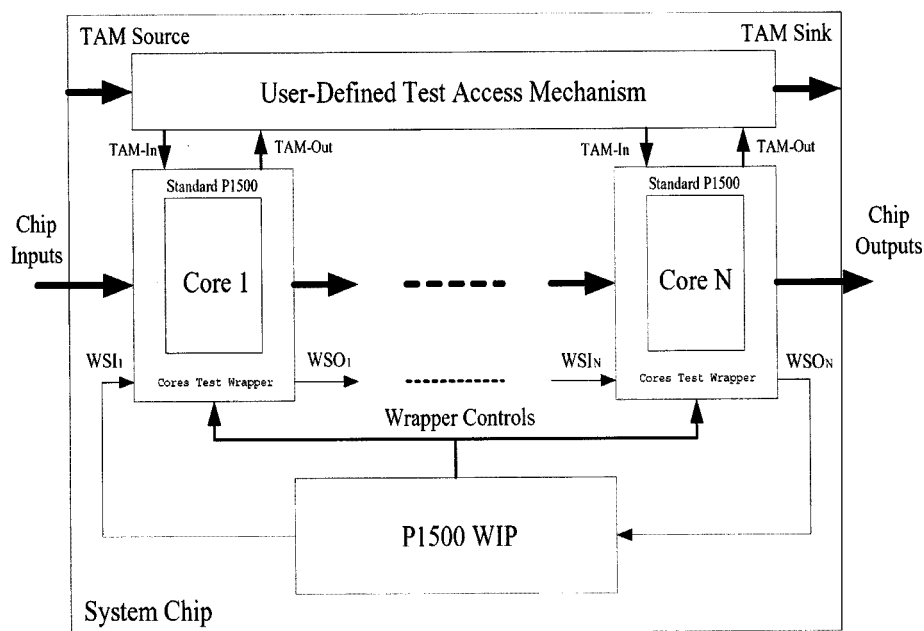 TAM Source
TAM Sink
User-Defined Test Access Mechanism
TAM-In
TAM-Out
TAM-In
TAM-Out
Standard P1500
Standard P1500
Chip
Inputs
Core 1
Core N
Chip
Outputs
WSI1
WSO1
WSIN
WSON
Cores Test Wrapper
Cores Test Wrapper
Wrapper Controls
P1500 WIP
System Chip